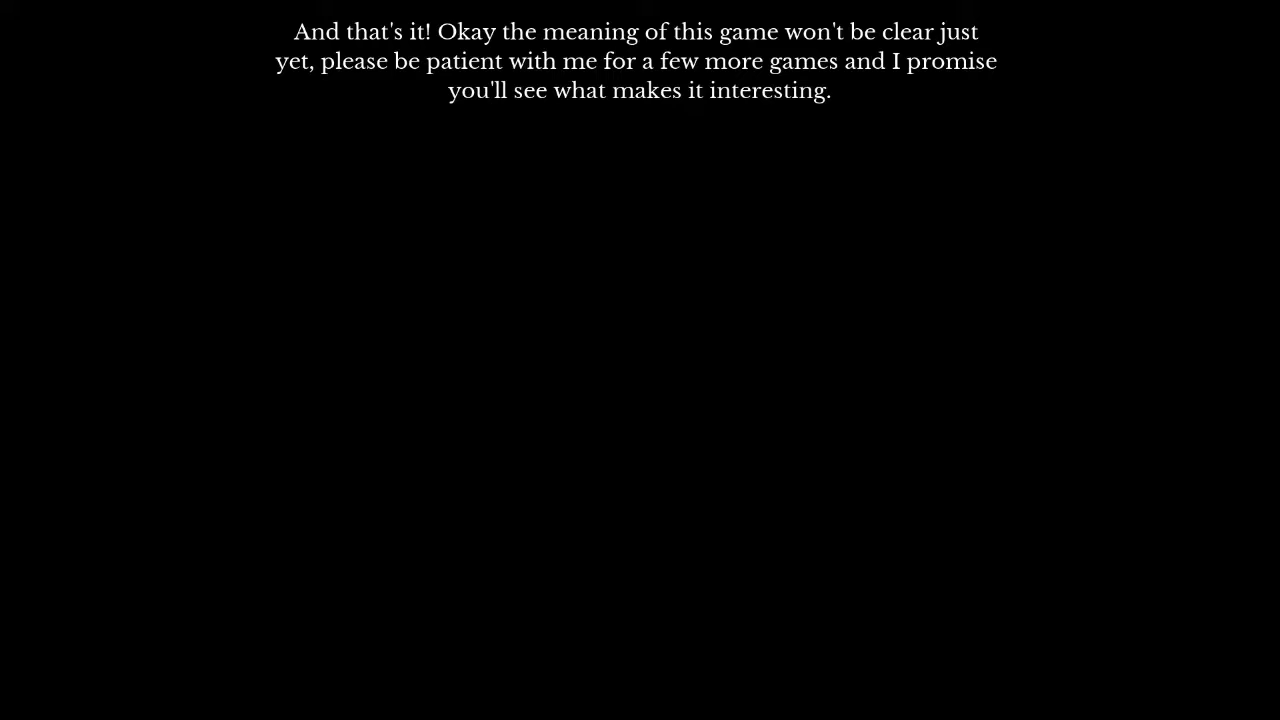 And that's it! Okay the meaning of this game won't be clear just
yet, please be patient with me for a few more games and I promise
you'll see what makes it interesting.